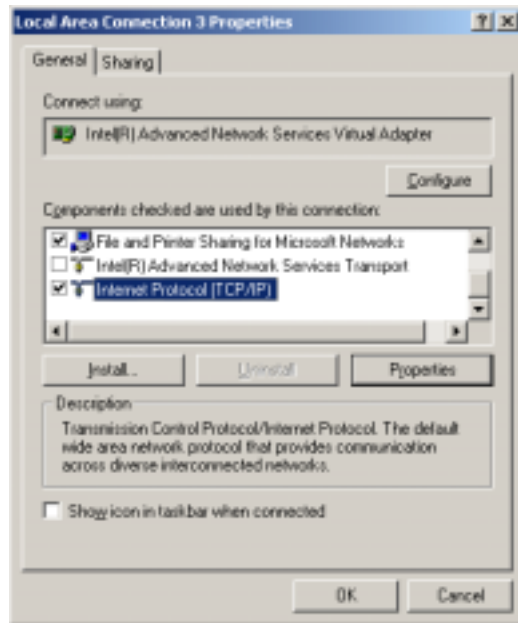 Local Area Connection 3 Properties
General
Sharing
Connect using:
Intel(R) Advanced Network Services Virtual Adapter
Configure
Components checked are used by this connection:
File and Printer Sharing for Microsoft Networks
Intel(R) Advanced Network Services Transport
Internet Protocol (TCP/IP)
Install...
Uninstall
Properties
Description
Transmission Control Protocol/Internet Protocol. The default
wide area network protocol that provides communication
across diverse interconnected networks.
Show icon in taskbar when connected
OK
Cancel